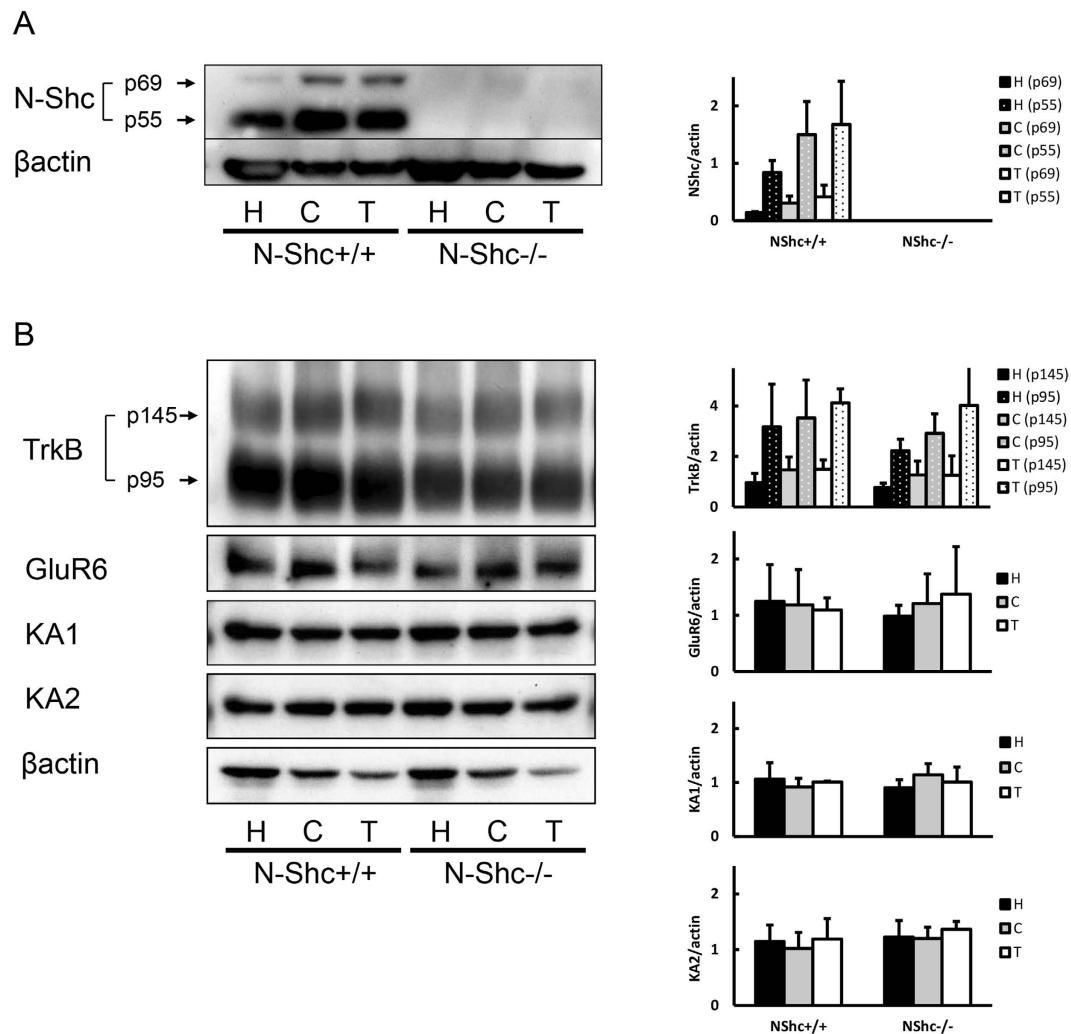 A
N-Shc
p69
p55
βactin
H C T H C T
N-Shc+/+ N-Shc-/-
NShc/actin
2
1
0
NShc+/+ NShc-/-
H (p69)
H (p55)
C (p69)
C (p55)
T (p69)
T (p55)
B
TrkB
p145
p95
GluR6
KA1
KA2
βactin
H C T H C T
N-Shc+/+ N-Shc-/-
TrkB/actin
4
2
0
H (p145)
H (p95)
C (p145)
C (p95)
T (p145)
T (p95)
GluR6/actin
2
1
0
H
C
T
KA1/actin
2
1
0
H
C
T
KA2/actin
2
1
0
H
C
T
NShc+/+ NShc-/-